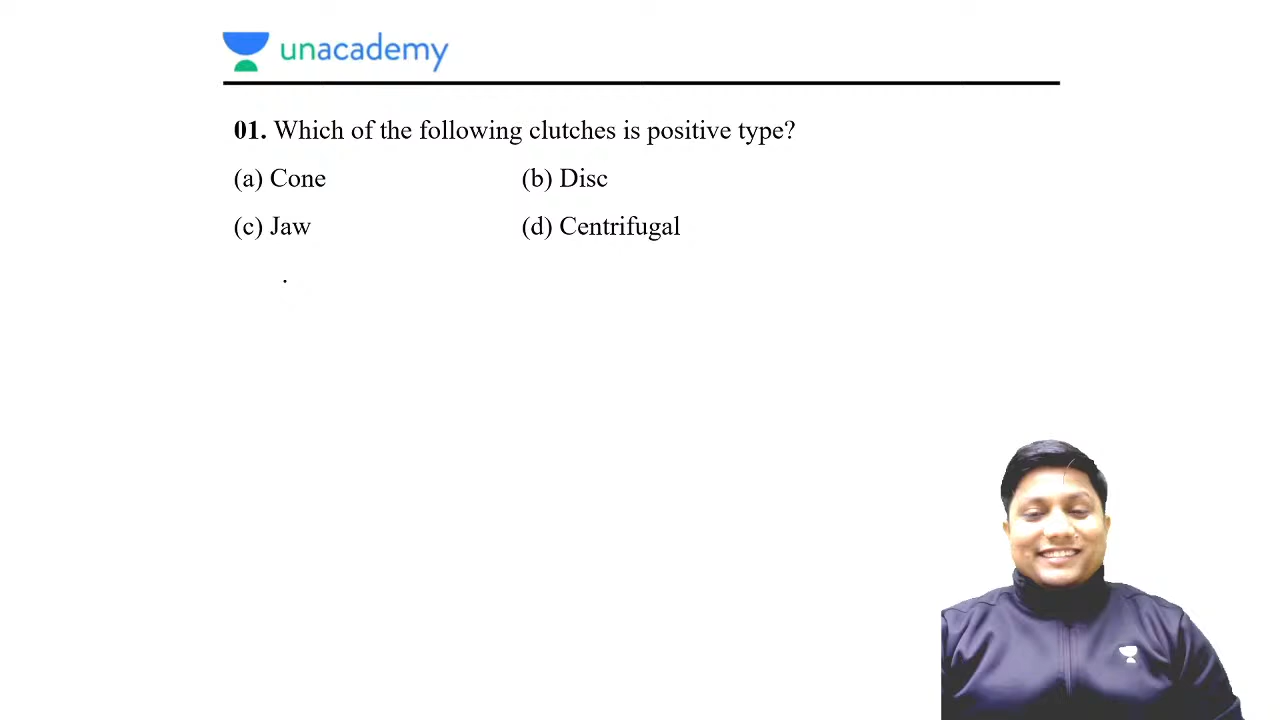 unacademy
01. Which of the following clutches is positive type?
(a) Cone (b) Disc
(c) Jaw (d) Centrifugal
.